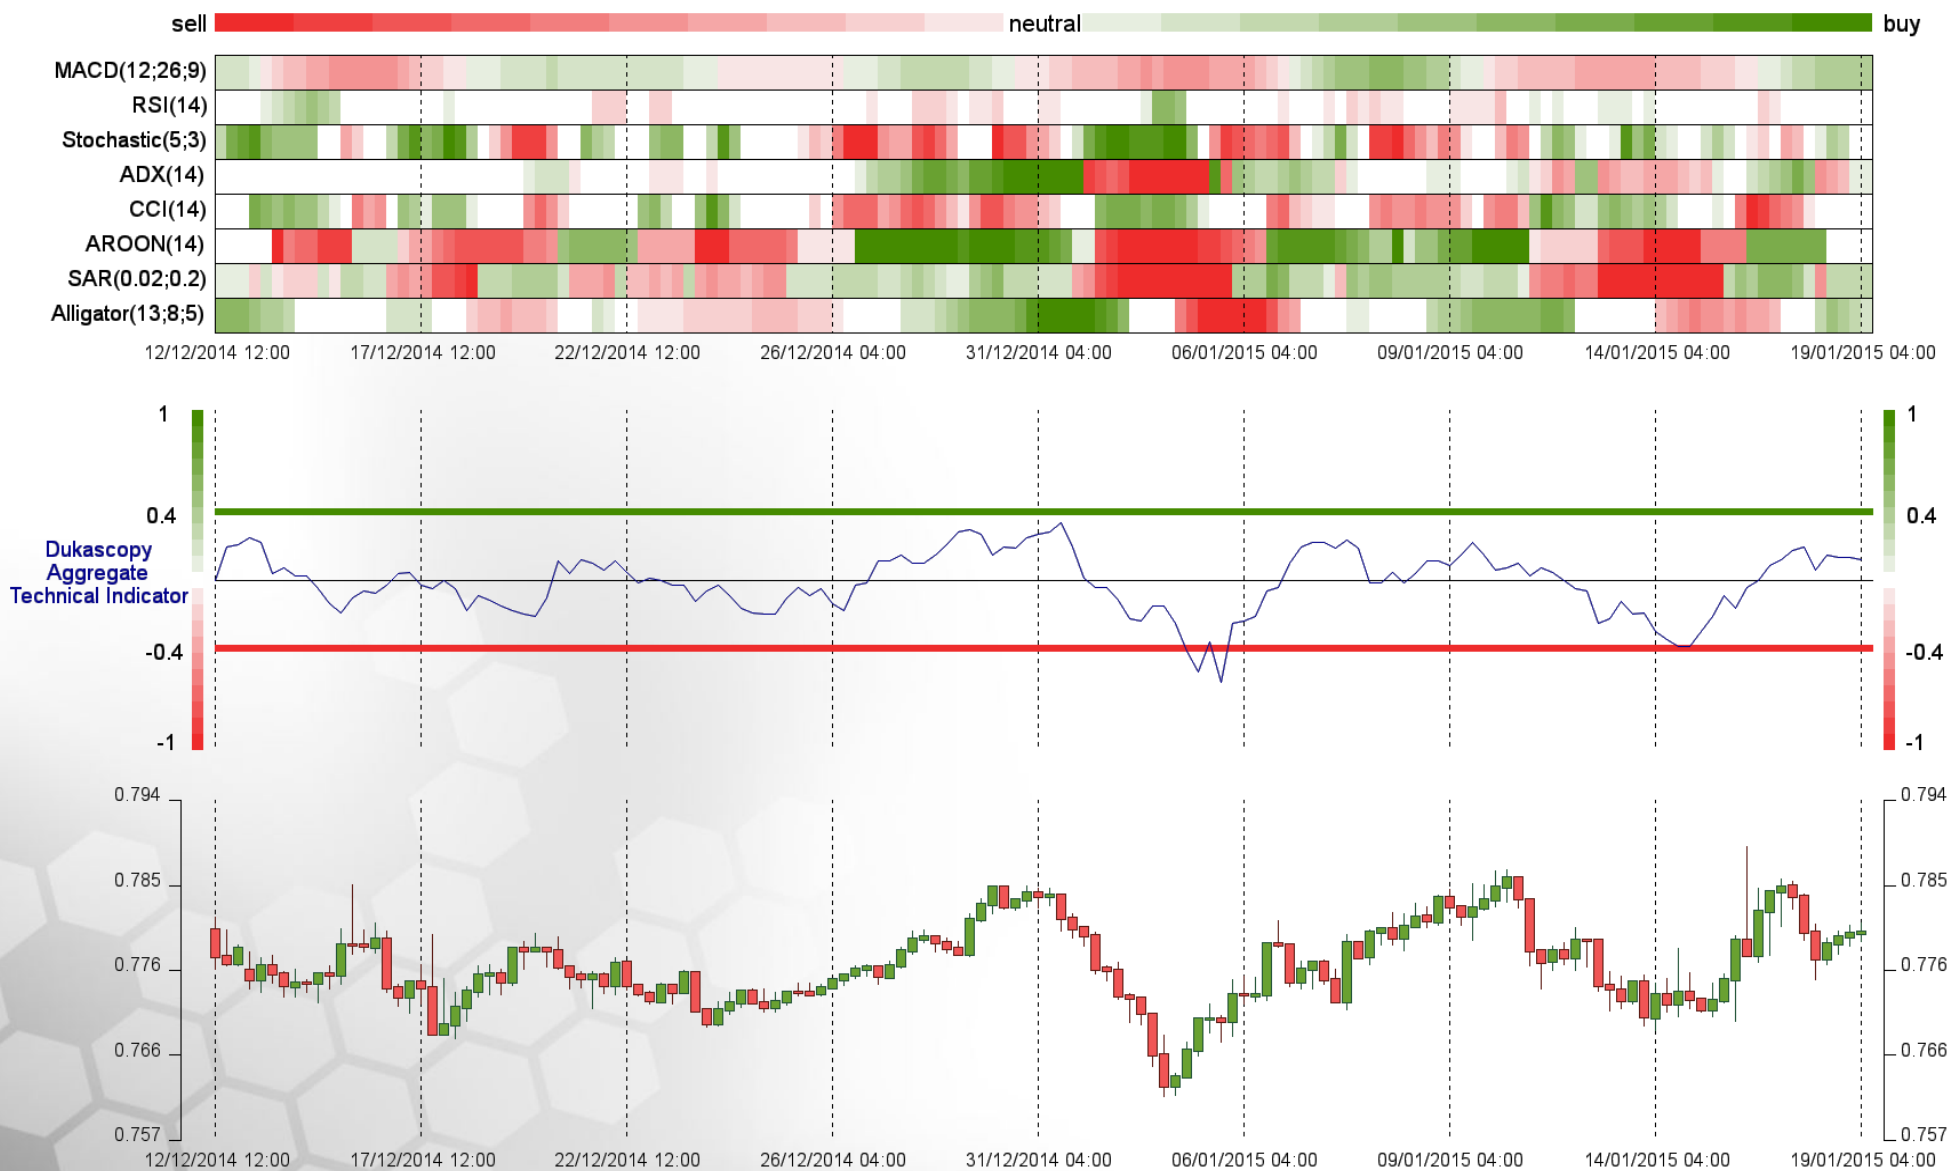 sell neutral buy
MACD(12;26;9)
RSI(14)
Stochastic(5;3)
ADX(14)
CCI(14)
AROON(14)
SAR(0.02;0.2)
Alligator(13;8;5)
12/12/2014 12:00 17/12/2014 12:00 22/12/2014 12:00 26/12/2014 04:00 31/12/2014 04:00 06/01/2015 04:00 09/01/2015 04:00 14/01/2015 04:00 19/01/2015 04:00
1 1
0.4 0.4
Dukascopy
Aggregate
Technical Indicator
-0.4 -0.4
-1 -1
0.794 0.794
0.785 0.785
0.776 0.776
0.766 0.766
0.757 0.757
12/12/2014 12:00 17/12/2014 12:00 22/12/2014 12:00 26/12/2014 04:00 31/12/2014 04:00 06/01/2015 04:00 09/01/2015 04:00 14/01/2015 04:00 19/01/2015 04:00